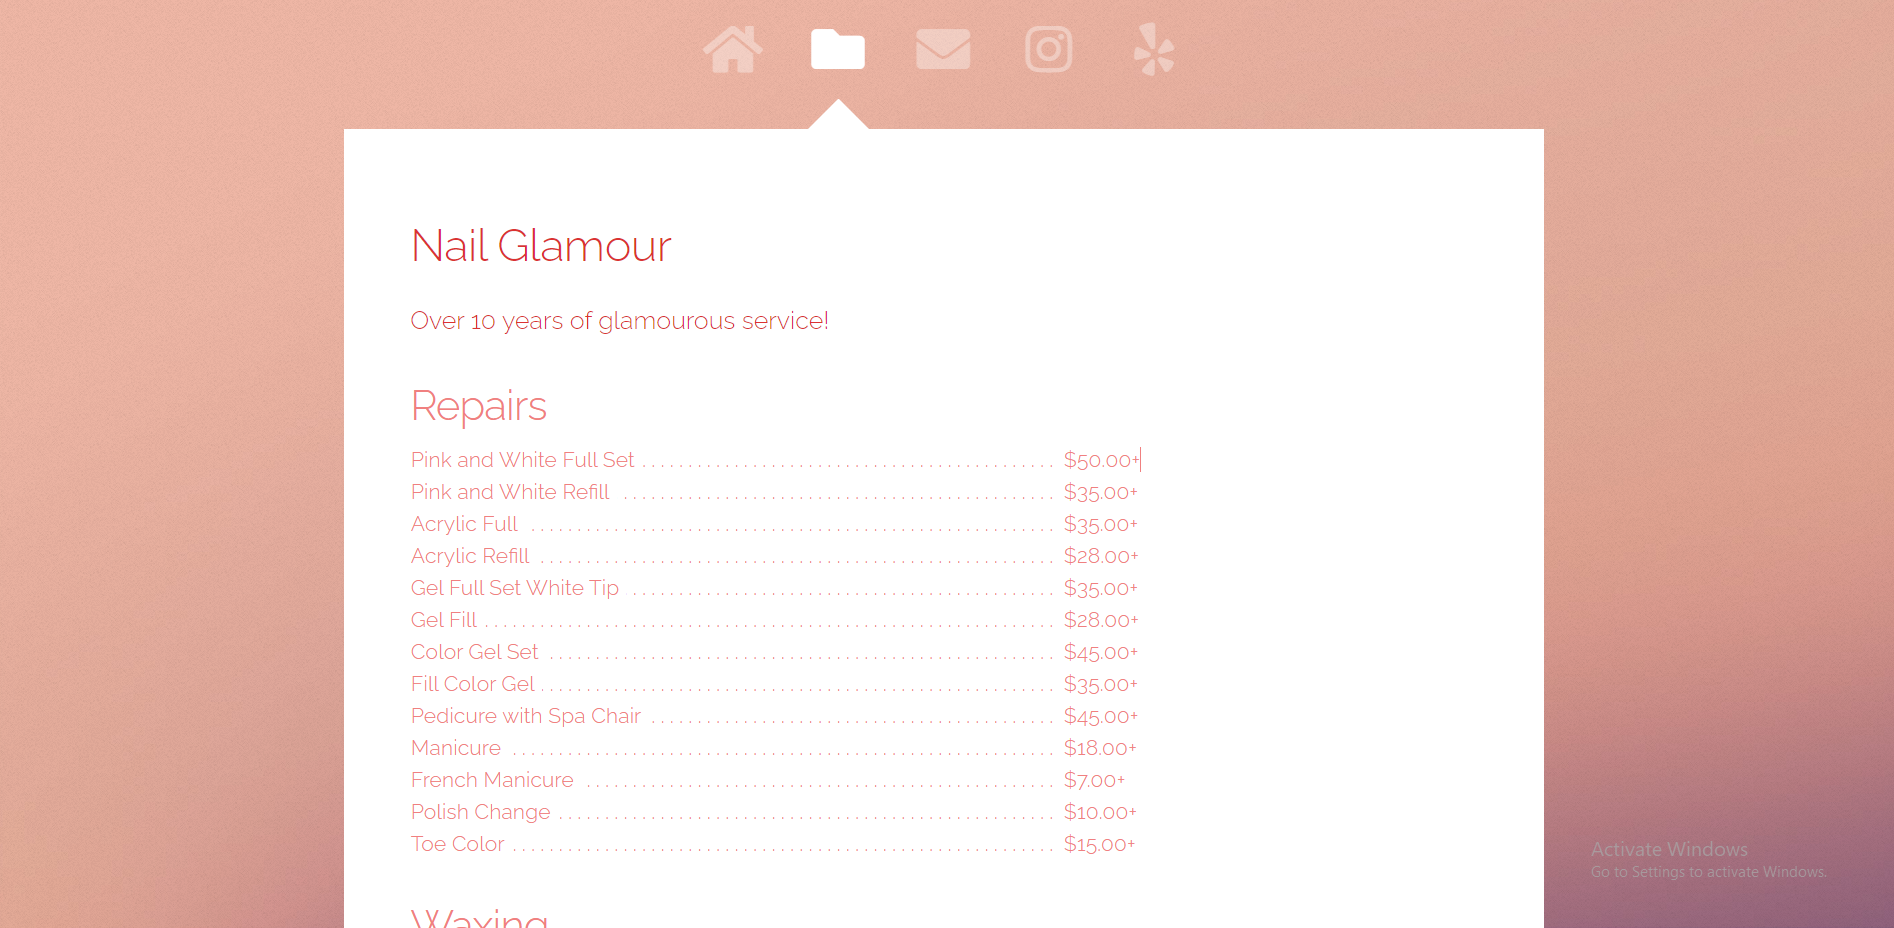 Nail Glamour
Over 10 years of glamourous service!
Repairs
Pink and White Full Set . . . . . . . . . . . . . . . . . . . . . . . . . . . . . . . . . . . . . . . . . . . . . $50.00+
Pink and White Refill . . . . . . . . . . . . . . . . . . . . . . . . . . . . . . . . . . . . . . . . . . . . . . . $35.00+
Acrylic Full . . . . . . . . . . . . . . . . . . . . . . . . . . . . . . . . . . . . . . . . . . . . . . . . . . . . . . . . . $35.00+
Acrylic Refill . . . . . . . . . . . . . . . . . . . . . . . . . . . . . . . . . . . . . . . . . . . . . . . . . . . . . . . . $28.00+
Gel Full Set White Tip . . . . . . . . . . . . . . . . . . . . . . . . . . . . . . . . . . . . . . . . . . . . . . $35.00+
Gel Fill . . . . . . . . . . . . . . . . . . . . . . . . . . . . . . . . . . . . . . . . . . . . . . . . . . . . . . . . . . . . . . $28.00+
Color Gel Set . . . . . . . . . . . . . . . . . . . . . . . . . . . . . . . . . . . . . . . . . . . . . . . . . . . . . . . $45.00+
Fill Color Gel . . . . . . . . . . . . . . . . . . . . . . . . . . . . . . . . . . . . . . . . . . . . . . . . . . . . . . . . $35.00+
Pedicure with Spa Chair . . . . . . . . . . . . . . . . . . . . . . . . . . . . . . . . . . . . . . . . . . . . $45.00+
Manicure . . . . . . . . . . . . . . . . . . . . . . . . . . . . . . . . . . . . . . . . . . . . . . . . . . . . . . . . . . . $18.00+
French Manicure . . . . . . . . . . . . . . . . . . . . . . . . . . . . . . . . . . . . . . . . . . . . . . . . . . . $7.00+
Polish Change . . . . . . . . . . . . . . . . . . . . . . . . . . . . . . . . . . . . . . . . . . . . . . . . . . . . . . $10.00+
Toe Color . . . . . . . . . . . . . . . . . . . . . . . . . . . . . . . . . . . . . . . . . . . . . . . . . . . . . . . . . . . $15.00+
Waxing
Activate Windows
Go to Settings to activate Windows.